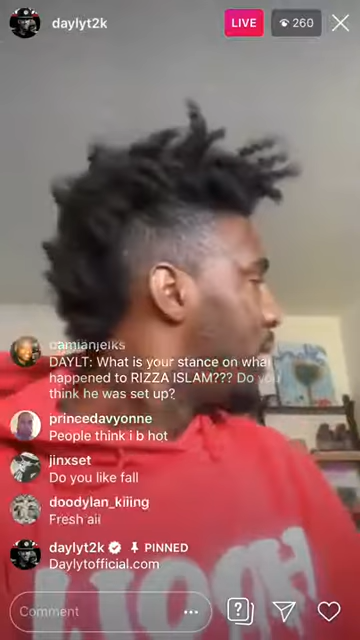 daylyt2k
LIVE
260
damianjelks
DAYLT: What is your stance on what
happened to RIZZA ISLAM??? Do you
think he was set up?
princedavyonne
People think i b hot
jinxset
Do you like fall
doodylan_kiiing
Fresh aii
daylyt2k PINNED
Daylytofficial.com
Comment